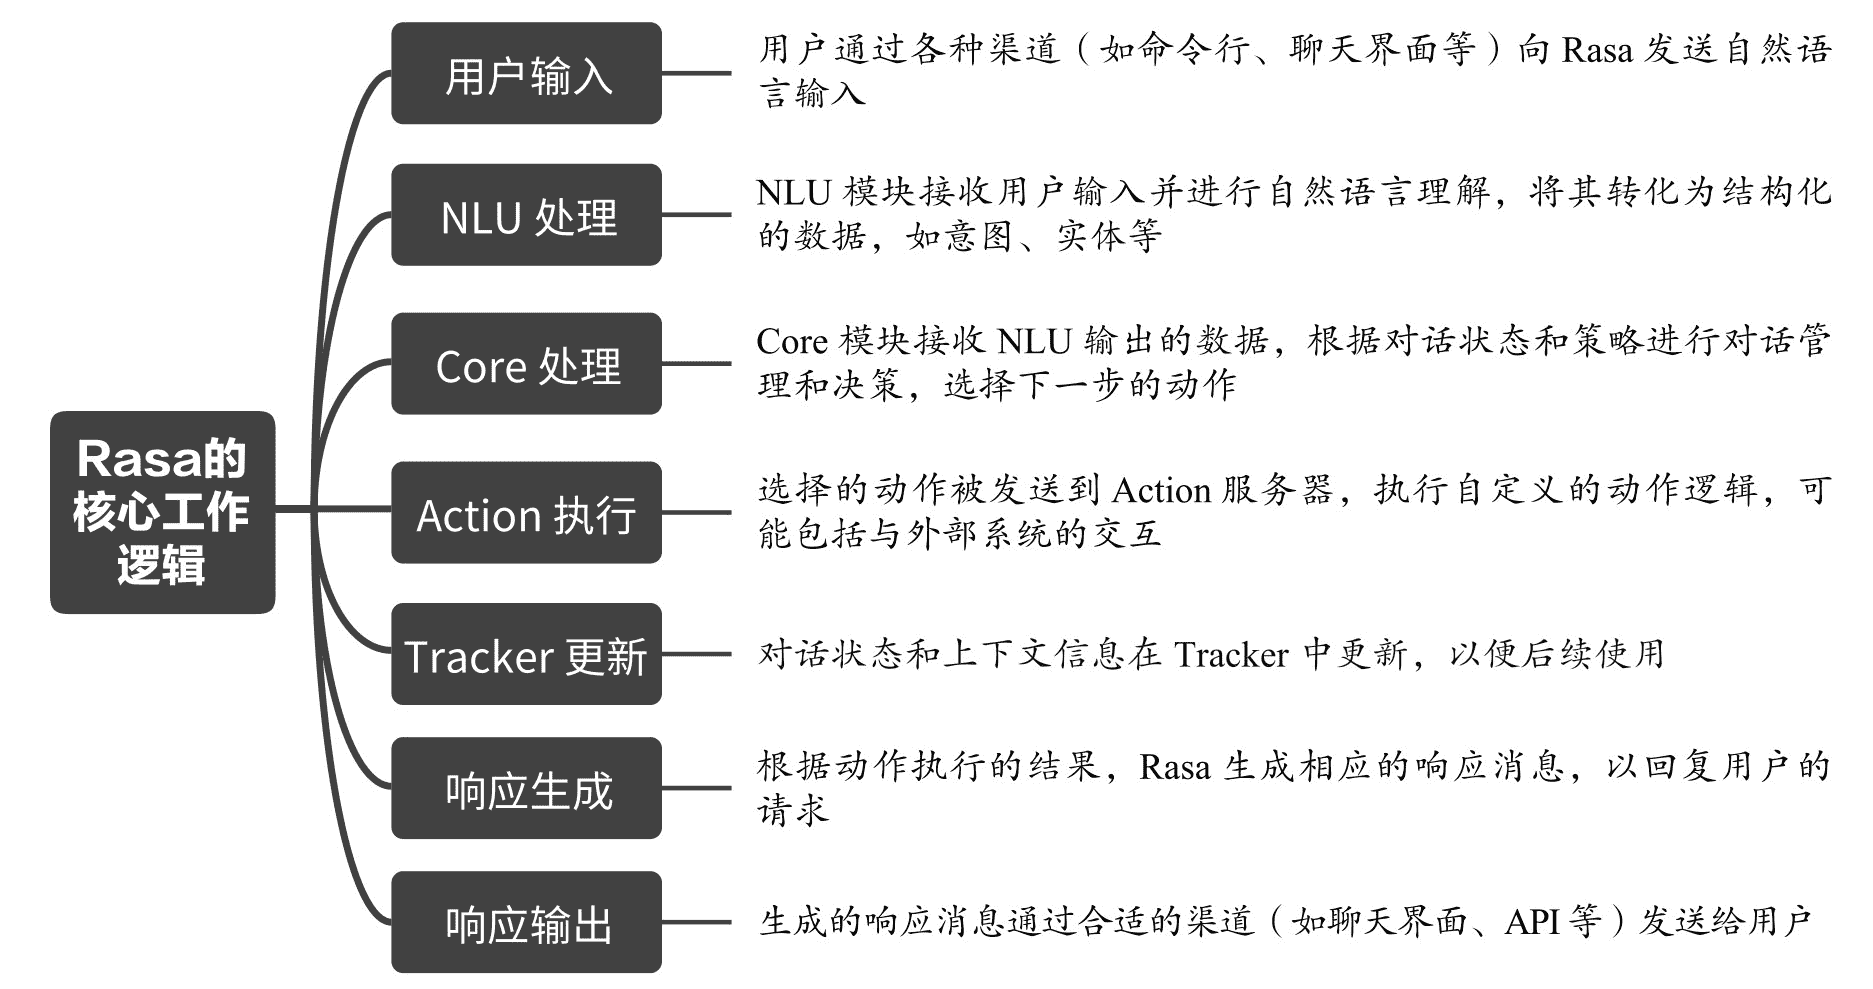 用户输入
用户通过各种渠道（如命令行、聊天界面等）向 Rasa 发送自然语
言输入
NLU 处理
NLU 模块接收用户输入并进行自然语言理解，将其转化为结构化
的数据，如意图、实体等
Core 处理
Core 模块接收 NLU 输出的数据，根据对话状态和策略进行对话管
理和决策，选择下一步的动作
Rasa的
核心工作
逻辑
Action 执行
选择的动作被发送到 Action 服务器，执行自定义的动作逻辑，可
能包括与外部系统的交互
Tracker 更新
对话状态和上下文信息在 Tracker 中更新，以便后续使用
响应生成
根据动作执行的结果，Rasa 生成相应的响应消息，以回复用户的
请求
响应输出
生成的响应消息通过合适的渠道（如聊天界面、API 等）发送给用户